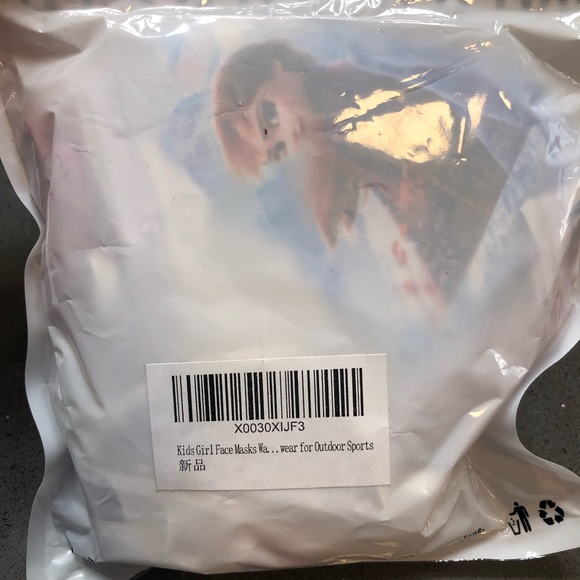 X0030XIJF3
Kids Girl Face Masks Wa...wear for Outdoor Sports
新品